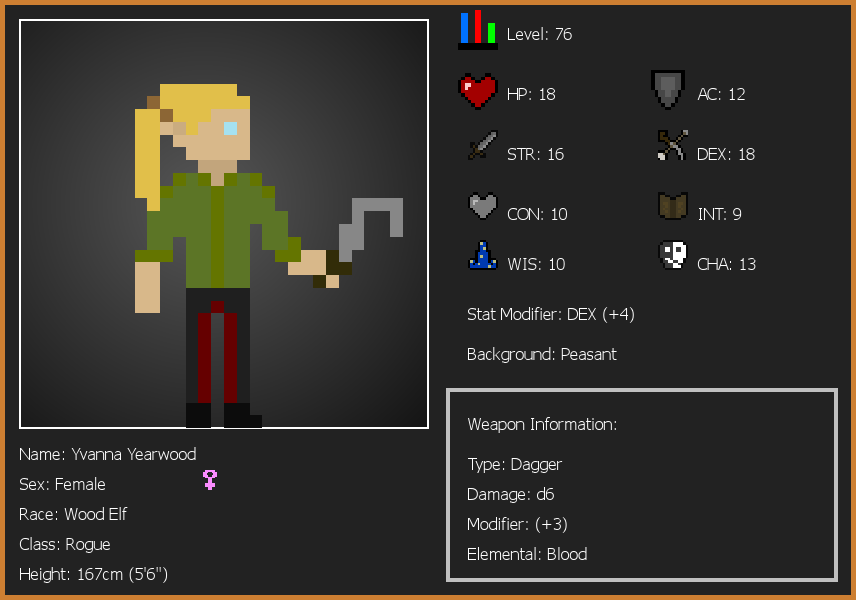 Level: 76
HP: 18
AC: 12
STR: 16
DEX: 18
CON: 10
INT: 9
WIS: 10
CHA: 13
Stat Modifier: DEX (+4)
Background: Peasant
Weapon Information:
Type: Dagger
Damage: d6
Modifier: (+3)
Elemental: Blood
Name: Yvanna Yearwood
Sex: Female
Race: Wood Elf
Class: Rogue
Height: 167cm (5'6")